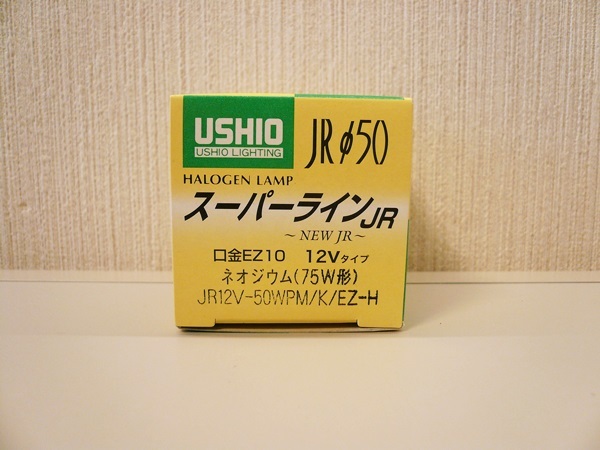 USHIO
USHIO LIGHTING
JRφ50
HALOGEN LAMP
スーパーラインJR
～NEW JR～
口金EZ10 12Vタイプ
ネオジウム(75W形)
JR12V-50WPM/K/EZ-H